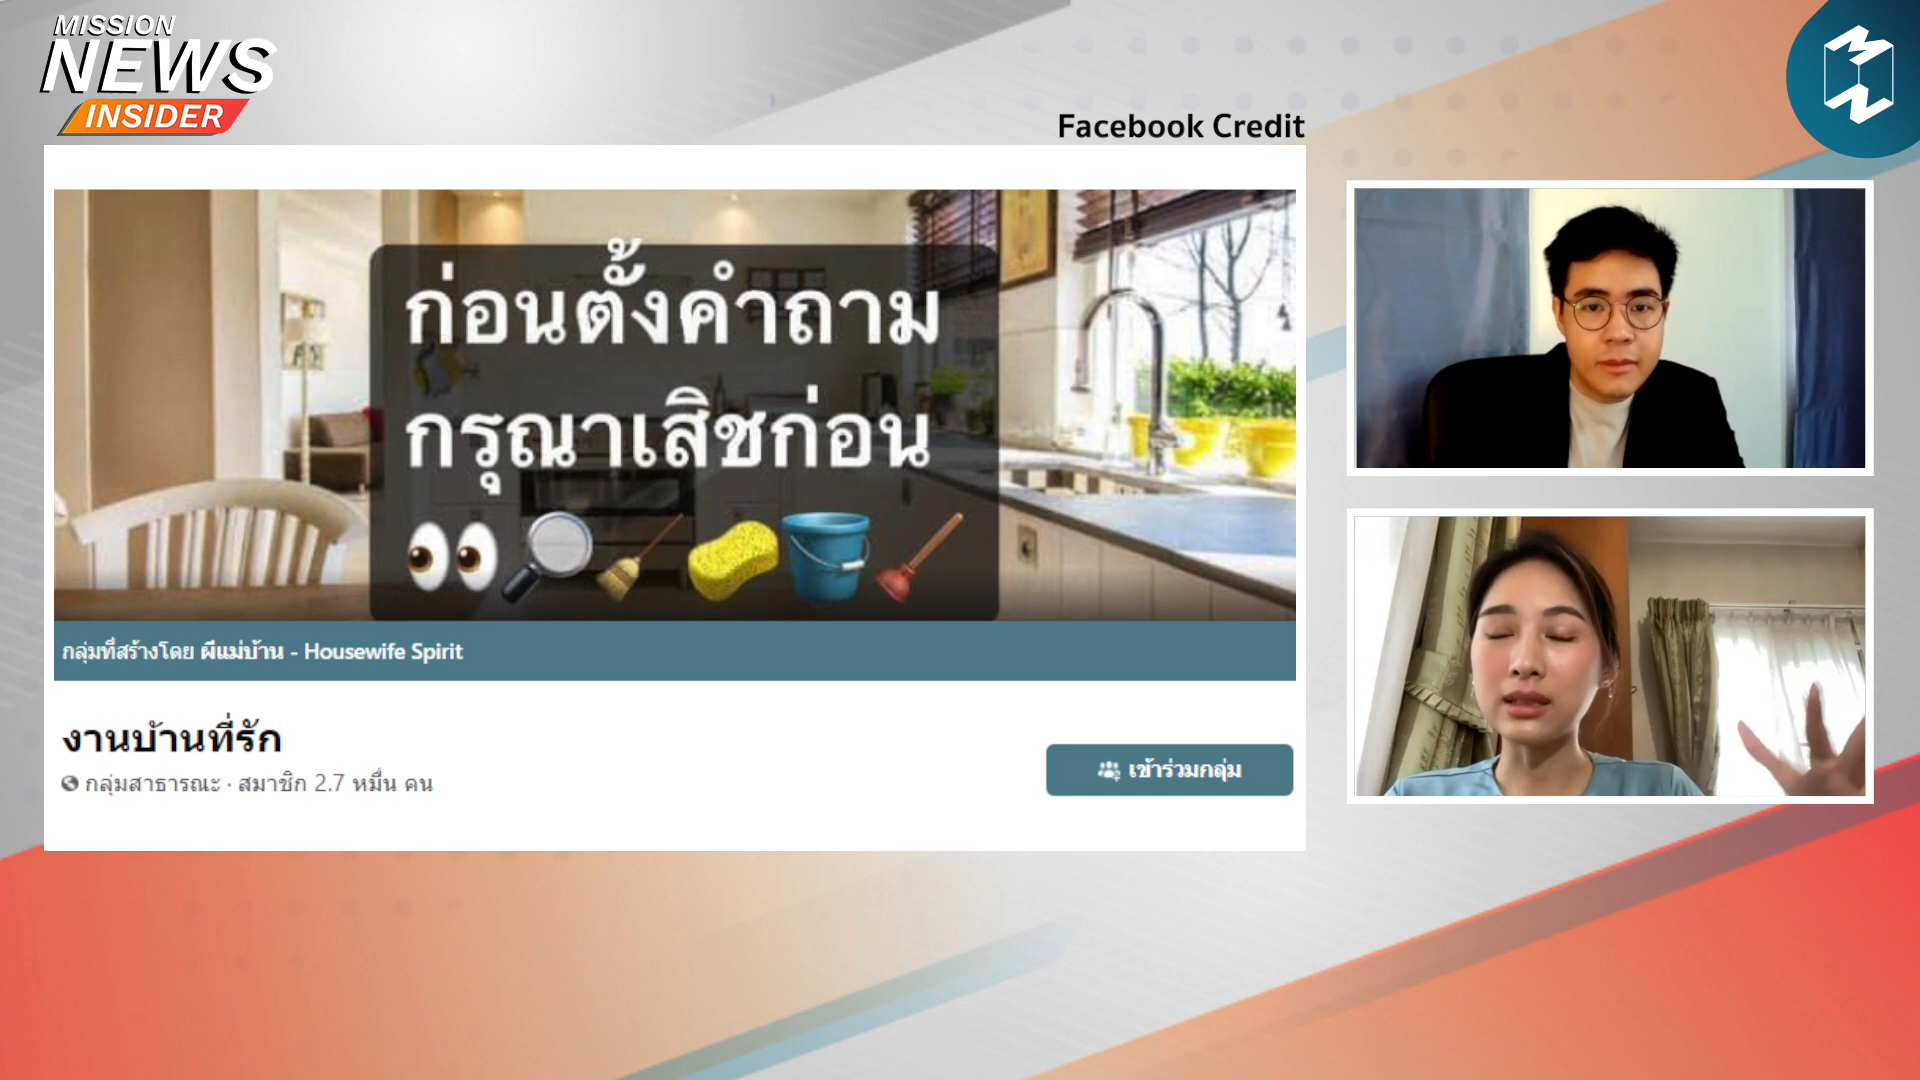 MISSION
NEWS
INSIDER
Facebook Credit
ก่อนตั้งคำถาม
กรุณาเสิชก่อน
กลุ่มที่สร้างโดย ผีแม่บ้าน - Housewife Spirit
งานบ้านที่รัก
กลุ่มสาธารณะ · สมาชิก 2.7 หมื่น คน
เข้าร่วมกลุ่ม